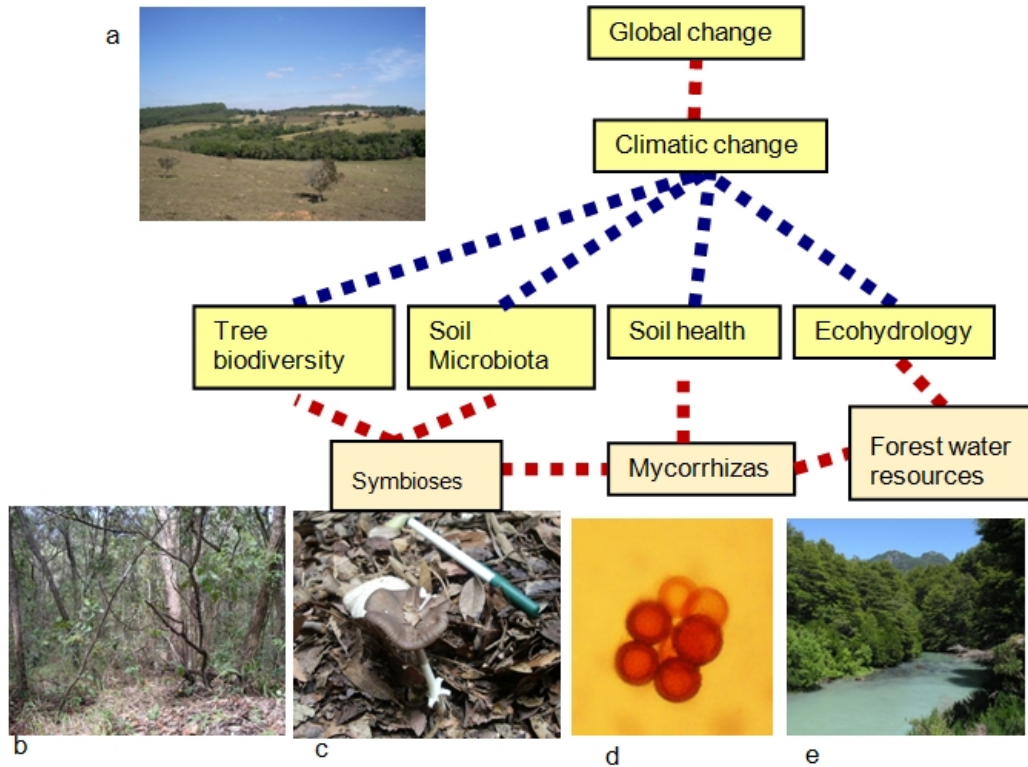 a
Global change
Climatic change
Tree
biodiversity
Soil
Microbiota
Soil health
Ecohydrology
Symbioses
Mycorrhizas
Forest water
resources
b
c
d
e